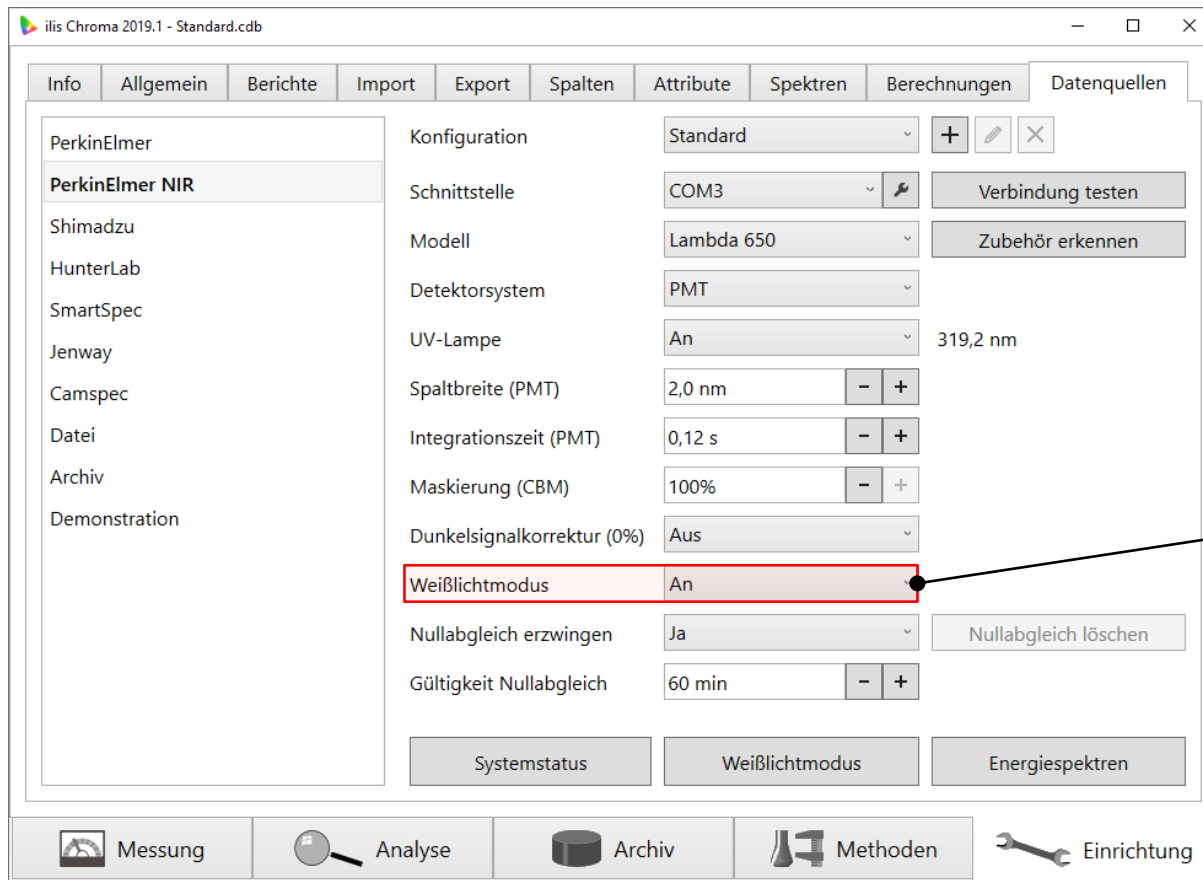 ilis Chroma 2019.1 - Standard.cdb
Info Allgemein Berichte Import Export Spalten Attribute Spektren Berechnungen Datenquellen
PerkinElmer
PerkinElmer NIR
Shimadzu
HunterLab
SmartSpec
Jenway
Camspec
Datei
Archiv
Demonstration
Konfiguration Standard
Schnittstelle COM3 Verbindung testen
Modell Lambda 650 Zubehör erkennen
Detektorsystem PMT
UV-Lampe An 319,2 nm
Spaltbreite (PMT) 2,0 nm - +
Integrationszeit (PMT) 0,12 s - +
Maskierung (CBM) 100% - +
Dunkelsignalkorrektur (0%) Aus
Weißlichtmodus An
Nullabgleich erzwingen Ja Nullabgleich löschen
Gültigkeit Nullabgleich 60 min - +
Systemstatus Weißlichtmodus Energiespektren
Messung Analyse Archiv Methoden Einrichtung